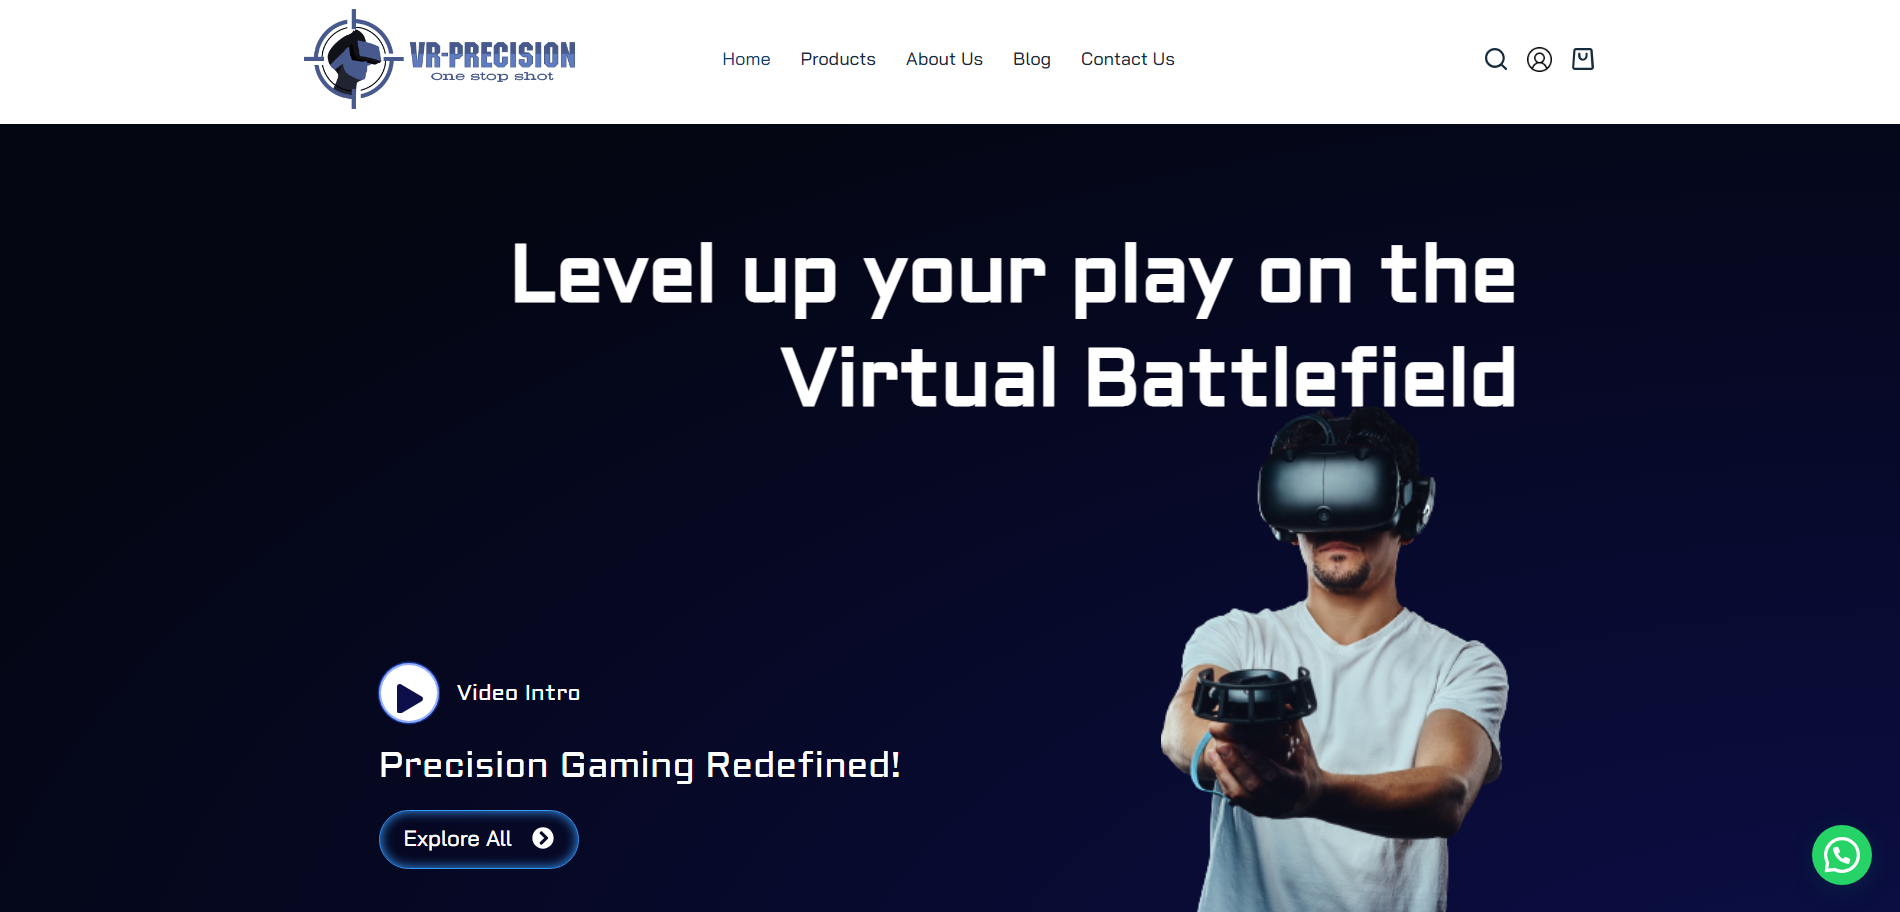 VR-PRECISION
One stop shot
Home Products About Us Blog Contact Us
Level up your play on the
Virtual Battlefield
Video Intro
Precision Gaming Redefined!
Explore All